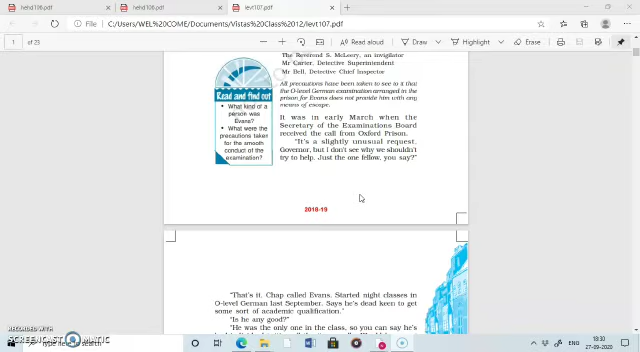 hehd106.pdf
hehd106.pdf
levt107.pdf
File | C:/Users/WEL%20COME/Documents/Vistas%20Class%2012/levt107.pdf
1 of 23
Read aloud
Draw
Highlight
Erase
The Reverend S. McLeery, an invigilator
Mr Carter, Detective Superintendent
Mr Bell, Detective Chief Inspector
All precautions have been taken to see to it that
the O-level German examination arranged in the
prison for Evans does not provide him with any
means of escape.
Read and find out
• What kind of a
person was
Evans?
• What were the
precautions taken
for the smooth
conduct of the
examination?
It was in early March when the
Secretary of the Examinations Board
received the call from Oxford Prison.
"It's a slightly unusual request,
Governor, but I don't see why we shouldn't
try to help. Just the one fellow, you say?"
2018-19
"That's it. Chap called Evans. Started night classes in
O-level German last September. Says he's dead keen to get
some sort of academic qualification."
"Is he any good?"
"He was the only one in the class, so you can say he's
RECORDED WITH
SCREENCAST MATIC
Type here to search
ENG
18:30
27-09-2020